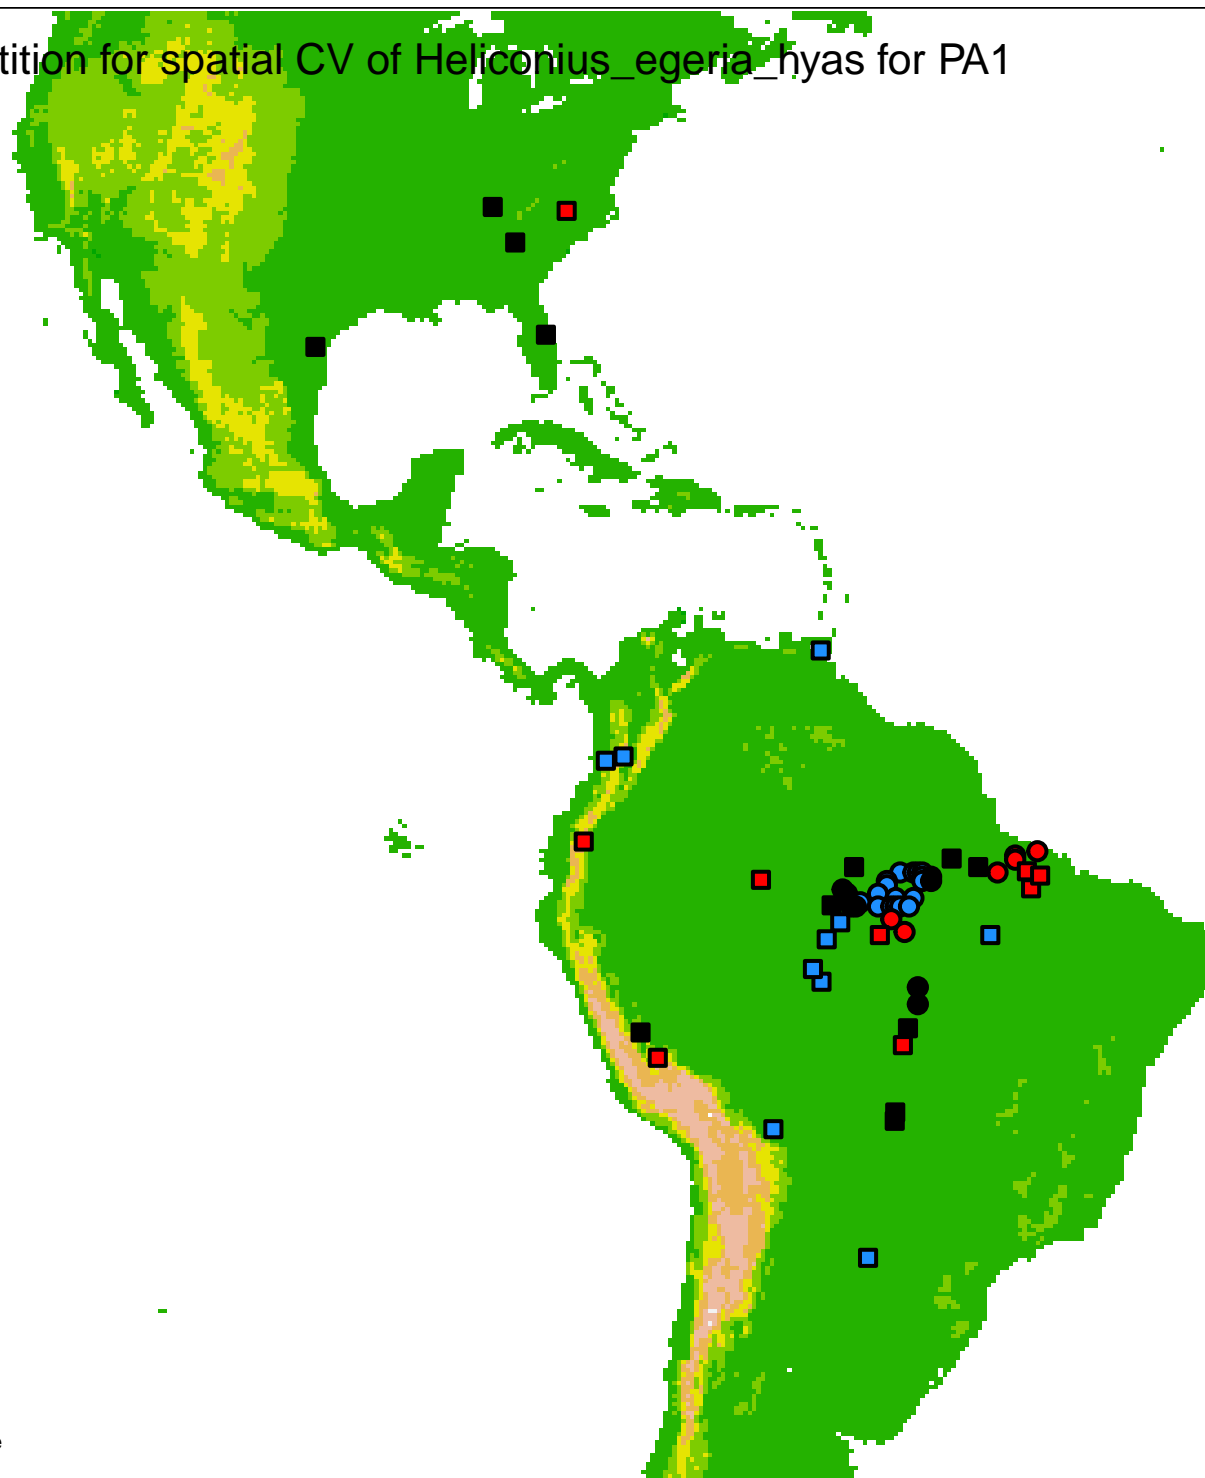 tition for spatial CV of Heliconius_egeria_hyas for PA1